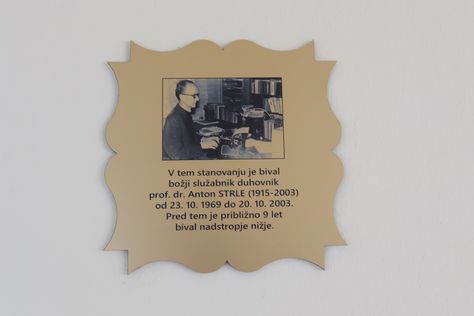 V tem stanovanju je bival
božji služabnik duhovnik
prof. dr. Anton STRLE (1915-2003)
od 23. 10. 1969 do 20. 10. 2003.
Pred tem je približno 9 let
bival nadstropje nižje.